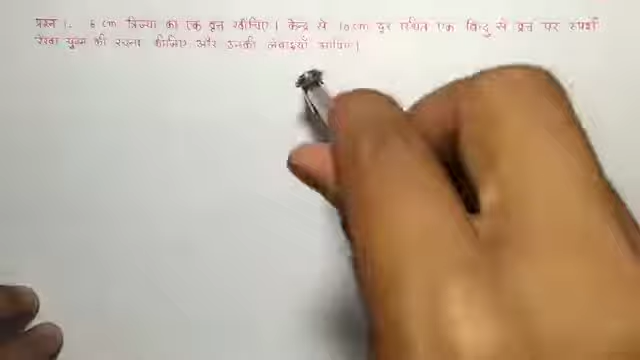 प्रश्न 1. 6 cm त्रिज्या का एक वृत्त खींचिए। केन्द्र से 10 cm दूर स्थित एक बिन्दु से वृत्त पर स्पर्श
रेखा युग्म की रचना कीजिए और उनकी लंबाइयाँ मापिए।